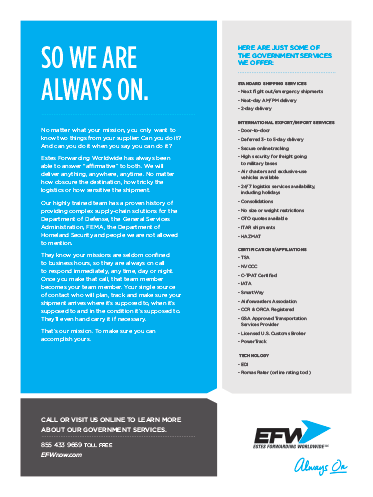 SO WE ARE
ALWAYS ON.
No matter what your mission, you only want to
know two things from your supplier: Can you do it?
And can you do it when you say you can do it?
Estes Forwarding Worldwide has always been
able to answer "affirmative" to both. We will
deliver anything, anywhere, anytime. No matter
how obscure the destination, how tricky the
logistics or how sensitive the shipment.
Our highly trained team has a proven history of
providing complex supply-chain solutions for the
Department of Defense, the General Services
Administration, FEMA, the Department of
Homeland Security and people we are not allowed
to mention.
They know your missions are seldom confined
to business hours, so they are always on call
to respond immediately, any time, day or night.
Once you make that call, that team member
becomes your team member. Your single source
of contact who will plan, track and make sure your
shipment arrives where it's supposed to, when it's
supposed to and in the condition it's supposed to.
They'll even hand carry it if necessary.
That's our mission. To make sure you can
accomplish yours.
HERE ARE JUST SOME OF
THE GOVERNMENT SERVICES
WE OFFER:
STANDARD SHIPPING SERVICES
• Next flight out/emergency shipments
• Next-day AM/PM delivery
• 2-day delivery
INTERNATIONAL EXPORT/IMPORT SERVICES
• Door-to-door
• Deferred 3- to 5-day delivery
• Secure online tracking
• High security for freight going
to military bases
• Air charters and exclusive-use
vehicles available
• 24/7 logistics services availability,
including holidays
• Consolidations
• No size or weight restrictions
• OTO quotes available
• ITAR shipments
• HAZMAT
CERTIFICATIONS/AFFILIATIONS
• TSA
• NVOCC
• C-TPAT Certified
• IATA
• SmartWay
• Airforwarders Association
• CCR & ORCA Registered
• GSA Approved Transportation
Services Provider
• Licensed U.S. Customs Broker
• PowerTrack
TECHNOLOGY
• EDI
• Rames Rater (online rating tool)
CALL OR VISIT US ONLINE TO LEARN MORE
ABOUT OUR GOVERNMENT SERVICES.
855 433 9659 TOLL FREE
EFWnow.com
EFW
ESTES FORWARDING WORLDWIDE
Always On